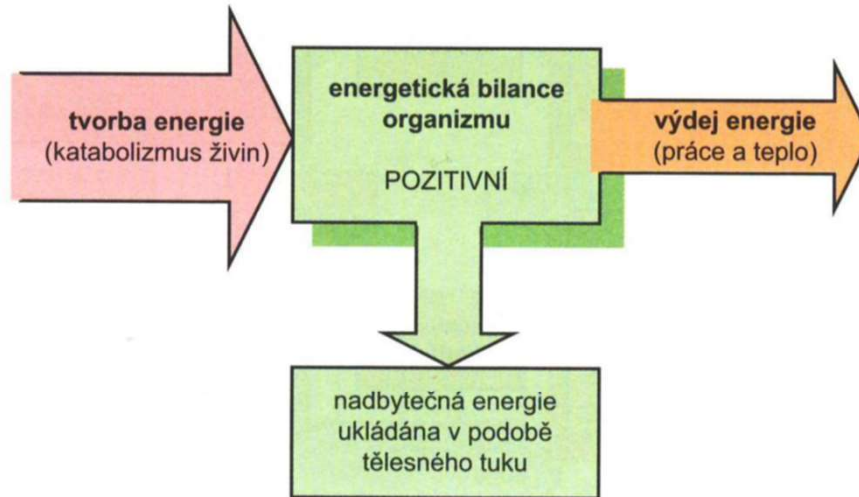 tvorba energie
(katabolizmus živin)
energetická bilance
organizmu
POZITIVNÍ
výdej energie
(práce a teplo)
nadbytečná energie
ukládána v podobě
tělesného tuku